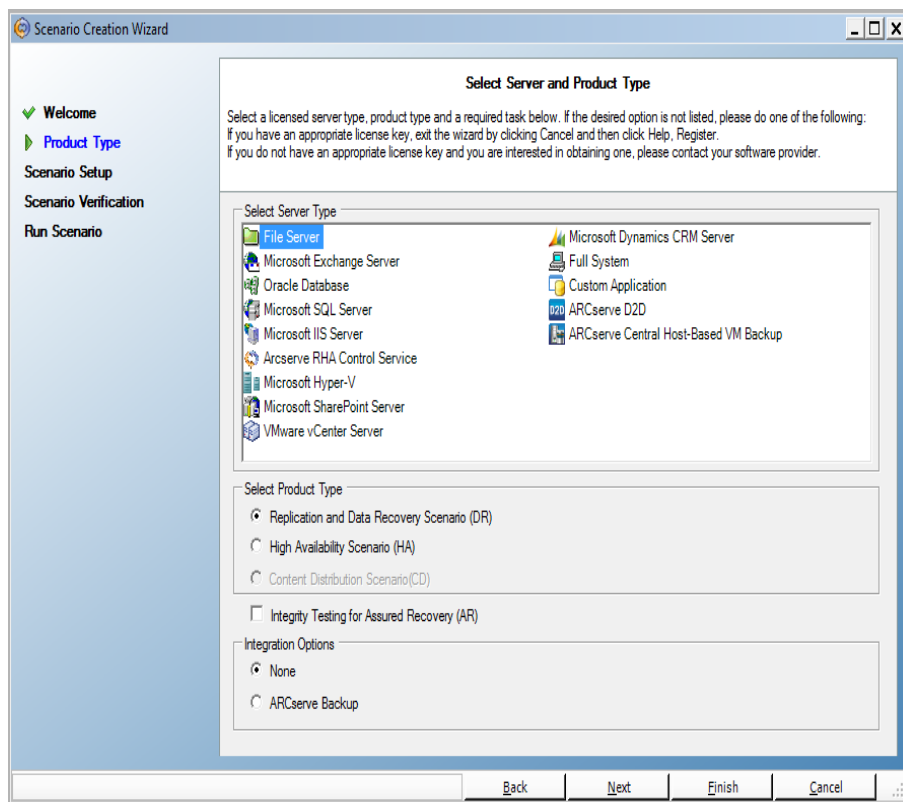 Scenario Creation Wizard
Welcome
Product Type
Scenario Setup
Scenario Verification
Run Scenario
Select Server and Product Type
Select a licensed server type, product type and a required task below. If the desired option is not listed, please do one of the following:
If you have an appropriate license key, exit the wizard by clicking Cancel and then click Help, Register.
If you do not have an appropriate license key and you are interested in obtaining one, please contact your software provider.
Select Server Type
File Server
Microsoft Exchange Server
Oracle Database
Microsoft SQL Server
Microsoft IIS Server
Arcserve RHA Control Service
Microsoft Hyper-V
Microsoft SharePoint Server
VMware vCenter Server
Microsoft Dynamics CRM Server
Full System
Custom Application
D2D ARCserve D2D
ARCserve Central Host-Based VM Backup
Select Product Type
Replication and Data Recovery Scenario (DR)
High Availability Scenario (HA)
Content Distribution Scenario(CD)
Integrity Testing for Assured Recovery (AR)
Integration Options
None
ARCserve Backup
Back Next Finish Cancel